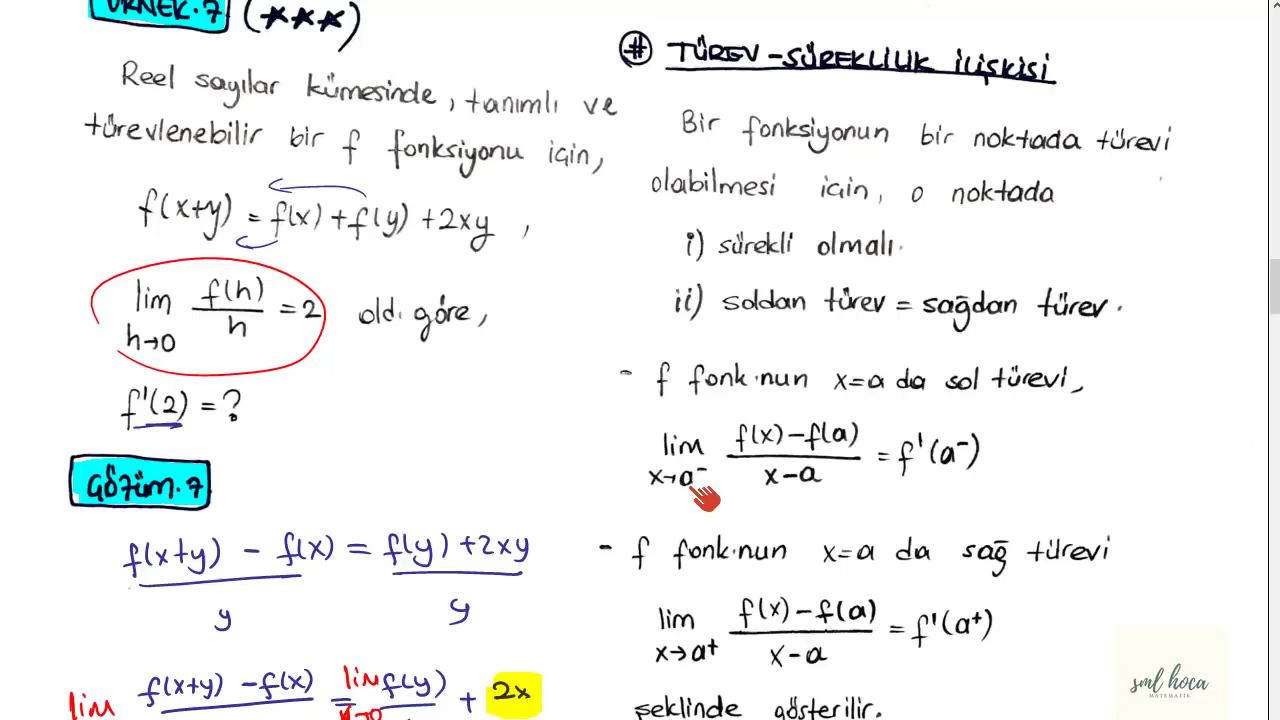 ÖRNEK.7 (★★★)
Reel sayılar kümesinde, tanımlı ve
türevlenebilir bir f fonksiyonu için,
f(x+y) = f(x)+f(y)+2xy ,
lim f(h)/h = 2 old. göre,
h→0
f'(2) = ?
Çözüm.7
f(x+y) - f(x) = f(y) +2xy
y y
lim f(x+y) -f(x) = lim f(y) + 2x
# TÜREV-SÜREKLİLİK İLİŞKİSİ
Bir fonksiyonun bir noktada türevi
olabilmesi için, o noktada
i) sürekli olmalı.
ii) soldan türev = sağdan türev.
- f fonk.nun x=a da sol türevi,
lim f(x)-f(a) = f'(a⁻)
x→a⁻ x-a
- f fonk.nun x=a da sağ türevi
lim f(x)-f(a) = f'(a⁺)
x→a⁺ x-a
şeklinde gösterilir.
sml hoca
MATEMATİK